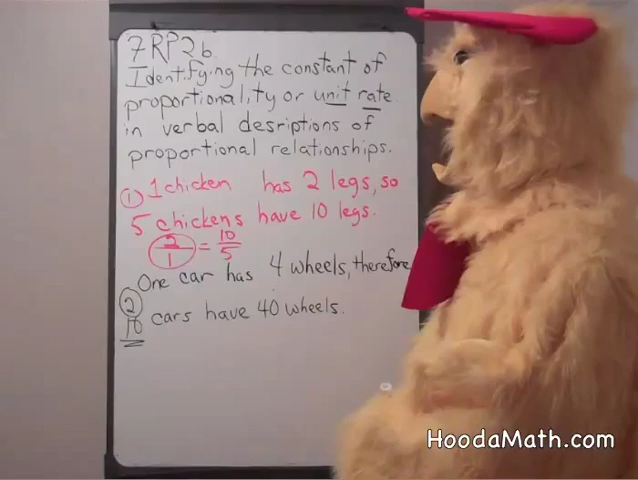 7RP2b
Identifying the constant of
proportionality or unit rate
in verbal desriptions of
proportional relationships.
1 1chicken has 2 legs, so
5 chickens have 10 legs.
2/1 = 10/5
One car has 4 wheels, therefore
2
10 cars have 40 wheels.
HoodaMath.com